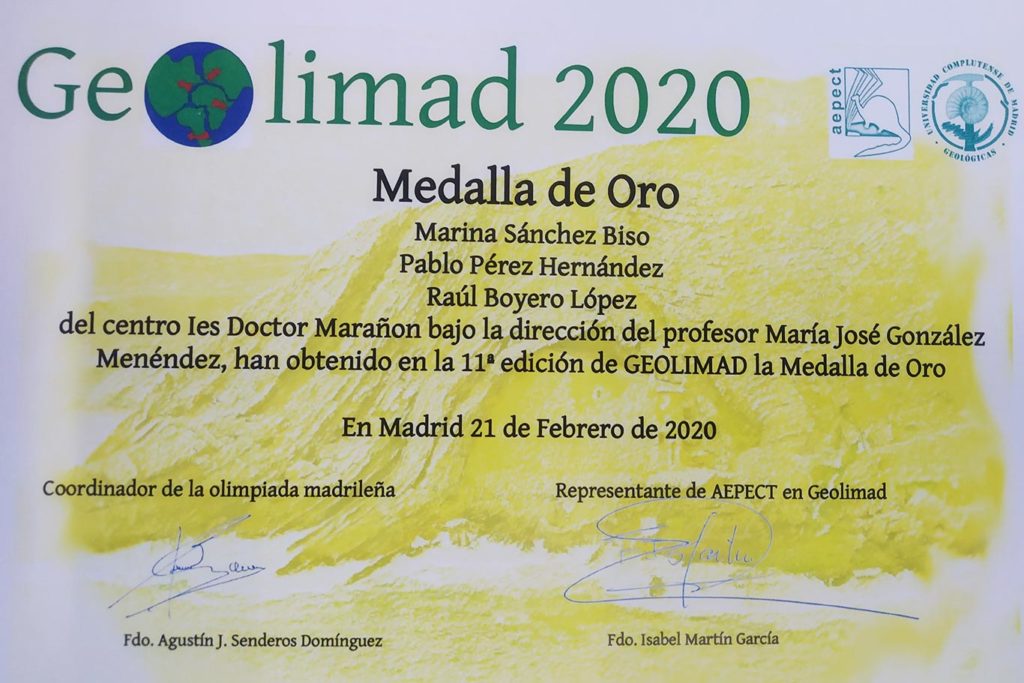 Geolimad 2020
aepect
UNIVERSIDAD COMPLUTENSE DE MADRID
· GEOLÓGICAS ·
Medalla de Oro
Marina Sánchez Biso
Pablo Pérez Hernández
Raúl Boyero López
del centro Ies Doctor Marañon bajo la dirección del profesor María José González
Menéndez, han obtenido en la 11ª edición de GEOLIMAD la Medalla de Oro
En Madrid 21 de Febrero de 2020
Coordinador de la olimpiada madrileña
Representante de AEPECT en Geolimad
Fdo. Agustín J. Senderos Domínguez
Fdo. Isabel Martín García